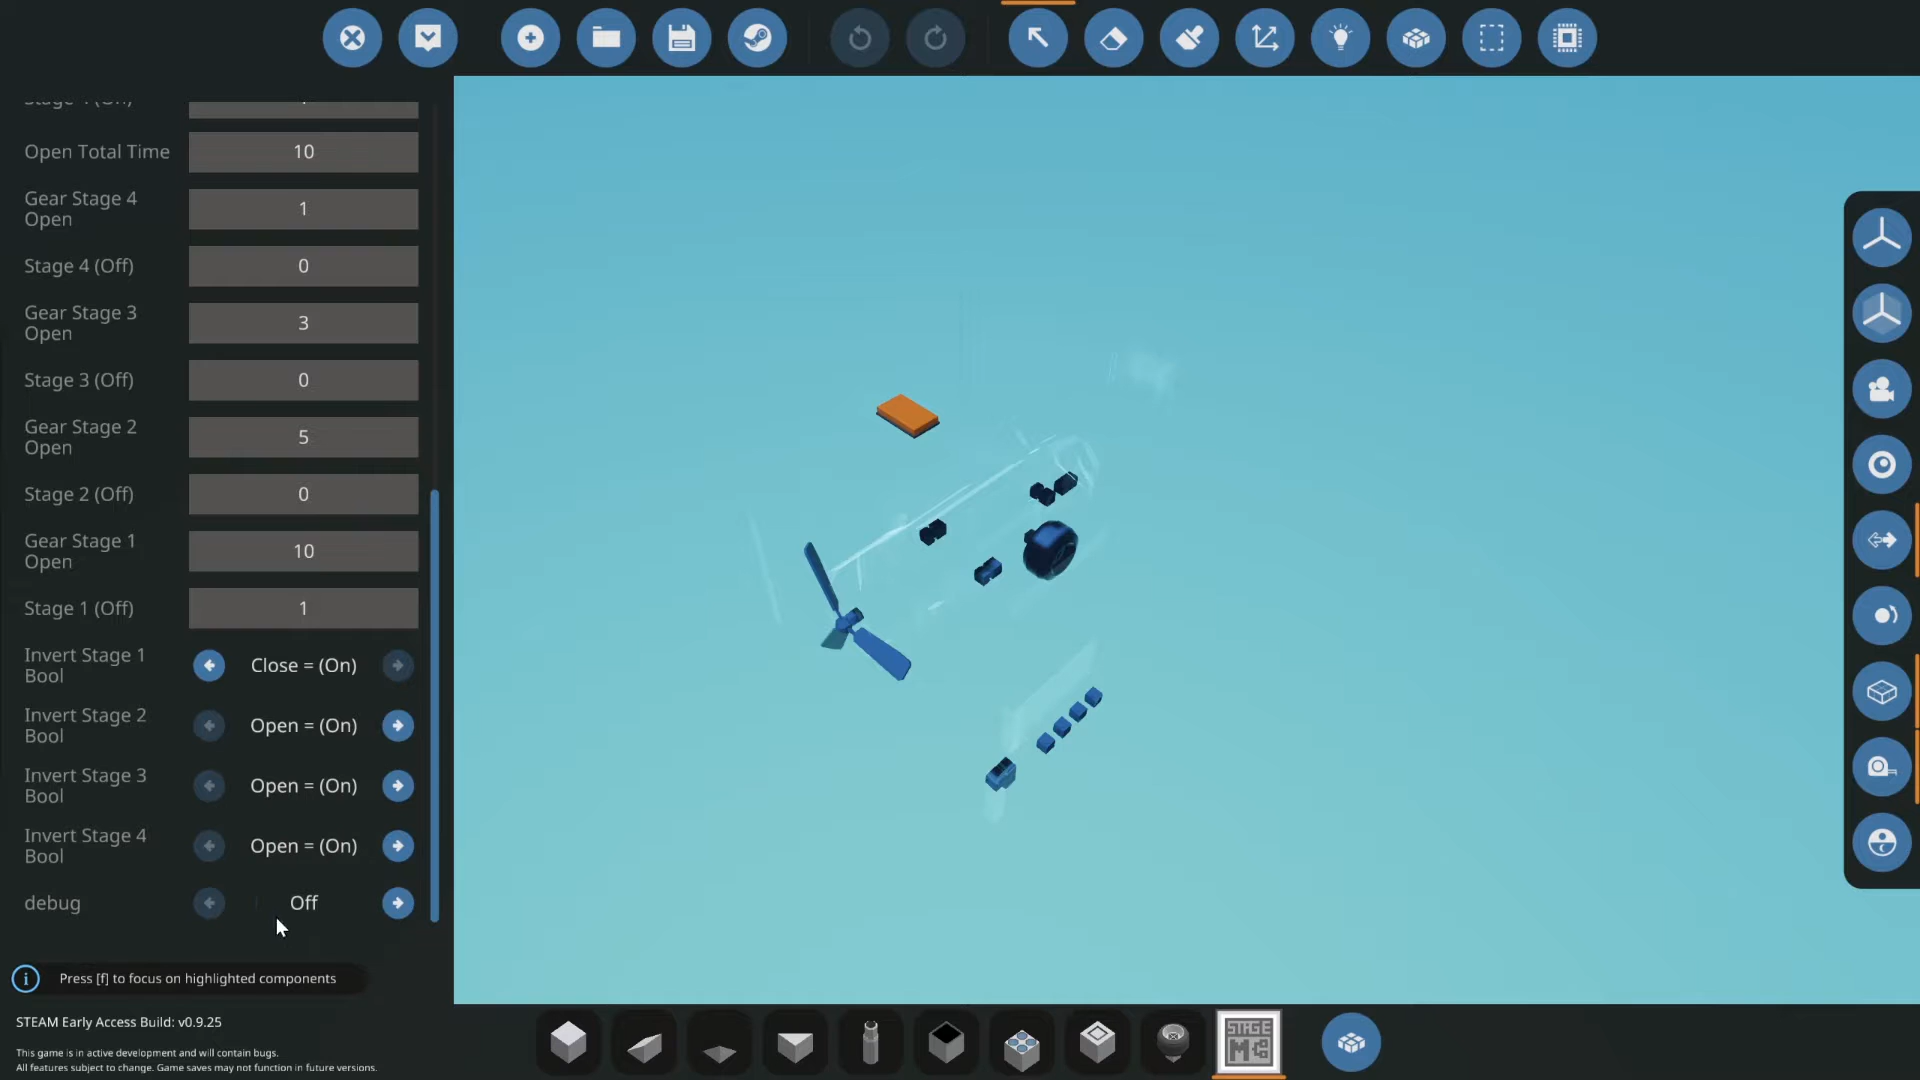 Open Total Time
10
Gear Stage 4
Open
1
Stage 4 (Off)
0
Gear Stage 3
Open
3
Stage 3 (Off)
0
Gear Stage 2
Open
5
Stage 2 (Off)
0
Gear Stage 1
Open
10
Stage 1 (Off)
1
Invert Stage 1
Bool
Close = (On)
Invert Stage 2
Bool
Open = (On)
Invert Stage 3
Bool
Open = (On)
Invert Stage 4
Bool
Open = (On)
debug
Off
Press [f] to focus on highlighted components
STEAM Early Access Build: v0.9.25
This game is in active development and will contain bugs.
All features subject to change. Game saves may not function in future versions.
STAGE
M